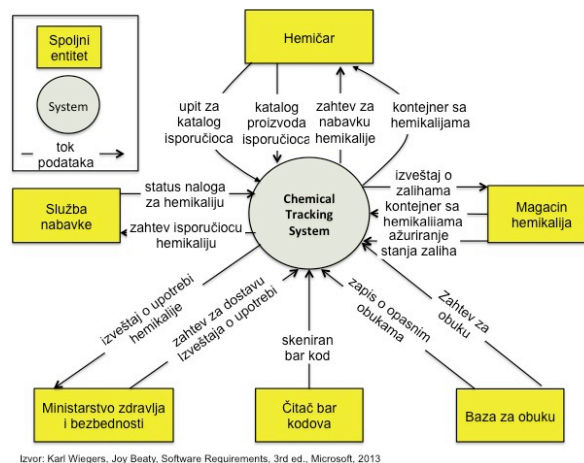 Spoljni
entitet
System
tok
podataka
Hemičar
upit za
katalog
isporučioca
katalog
proizvoda
isporučioca
zahtev za
nabavku
hemikalije
kontejner sa
hemikalijama
Služba
nabavke
status naloga
za hemikaliju
zahtev isporučiocu
hemikaliju
Chemical
Tracking
System
izveštaj o
zalihama
kontejner sa
hemikaliiama
ažuriranje
stanja zaliha
Magacin
hemikalija
izveštaj o upotrebi
hemikalije
zahtev za dostavu
Izveštaja o upotrebi
skeniran
bar kod
zapis o opasnim
obukama
Zahtev za
obuku
Ministarstvo zdravlja
i bezbednosti
Čitač bar
kodova
Baza za obuku
Izvor: Karl Wiegers, Joy Beaty, Software Requirements, 3rd ed., Microsoft, 2013